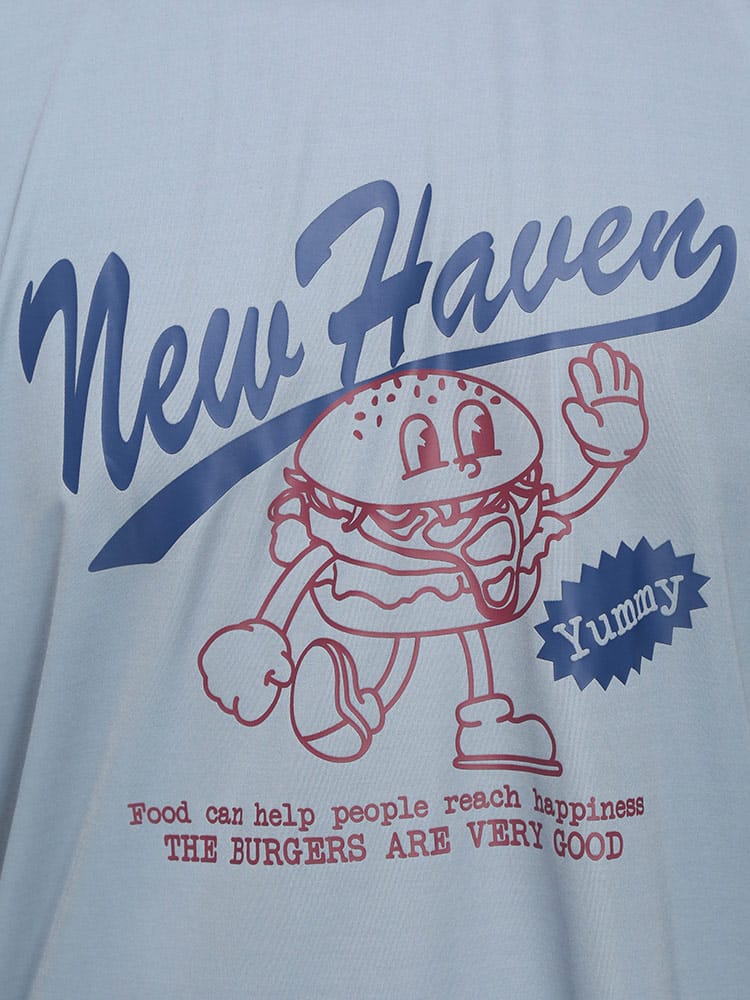 New Haven
Yummy
Food can help people reach happiness
THE BURGERS ARE VERY GOOD